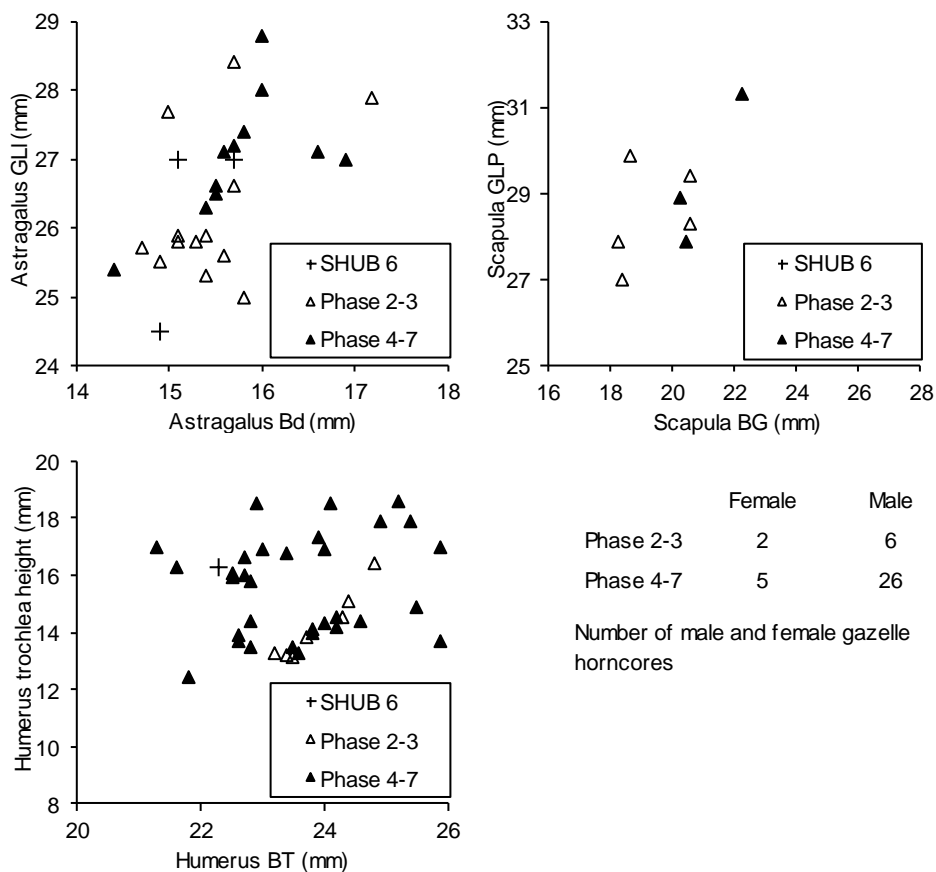 29
28
27
26
25
24
Astragalus GLl (mm)
14 15 16 17 18
Astragalus Bd (mm)
SHUB 6
Phase 2-3
Phase 4-7
33
31
29
27
25
Scapula GLP (mm)
16 18 20 22 24 26 28
Scapula BG (mm)
SHUB 6
Phase 2-3
Phase 4-7
20
18
16
14
12
10
8
Humerus trochlea height (mm)
20 22 24 26
Humerus BT (mm)
SHUB 6
Phase 2-3
Phase 4-7
Female Male
Phase 2-3 2 6
Phase 4-7 5 26
Number of male and female gazelle
horncores